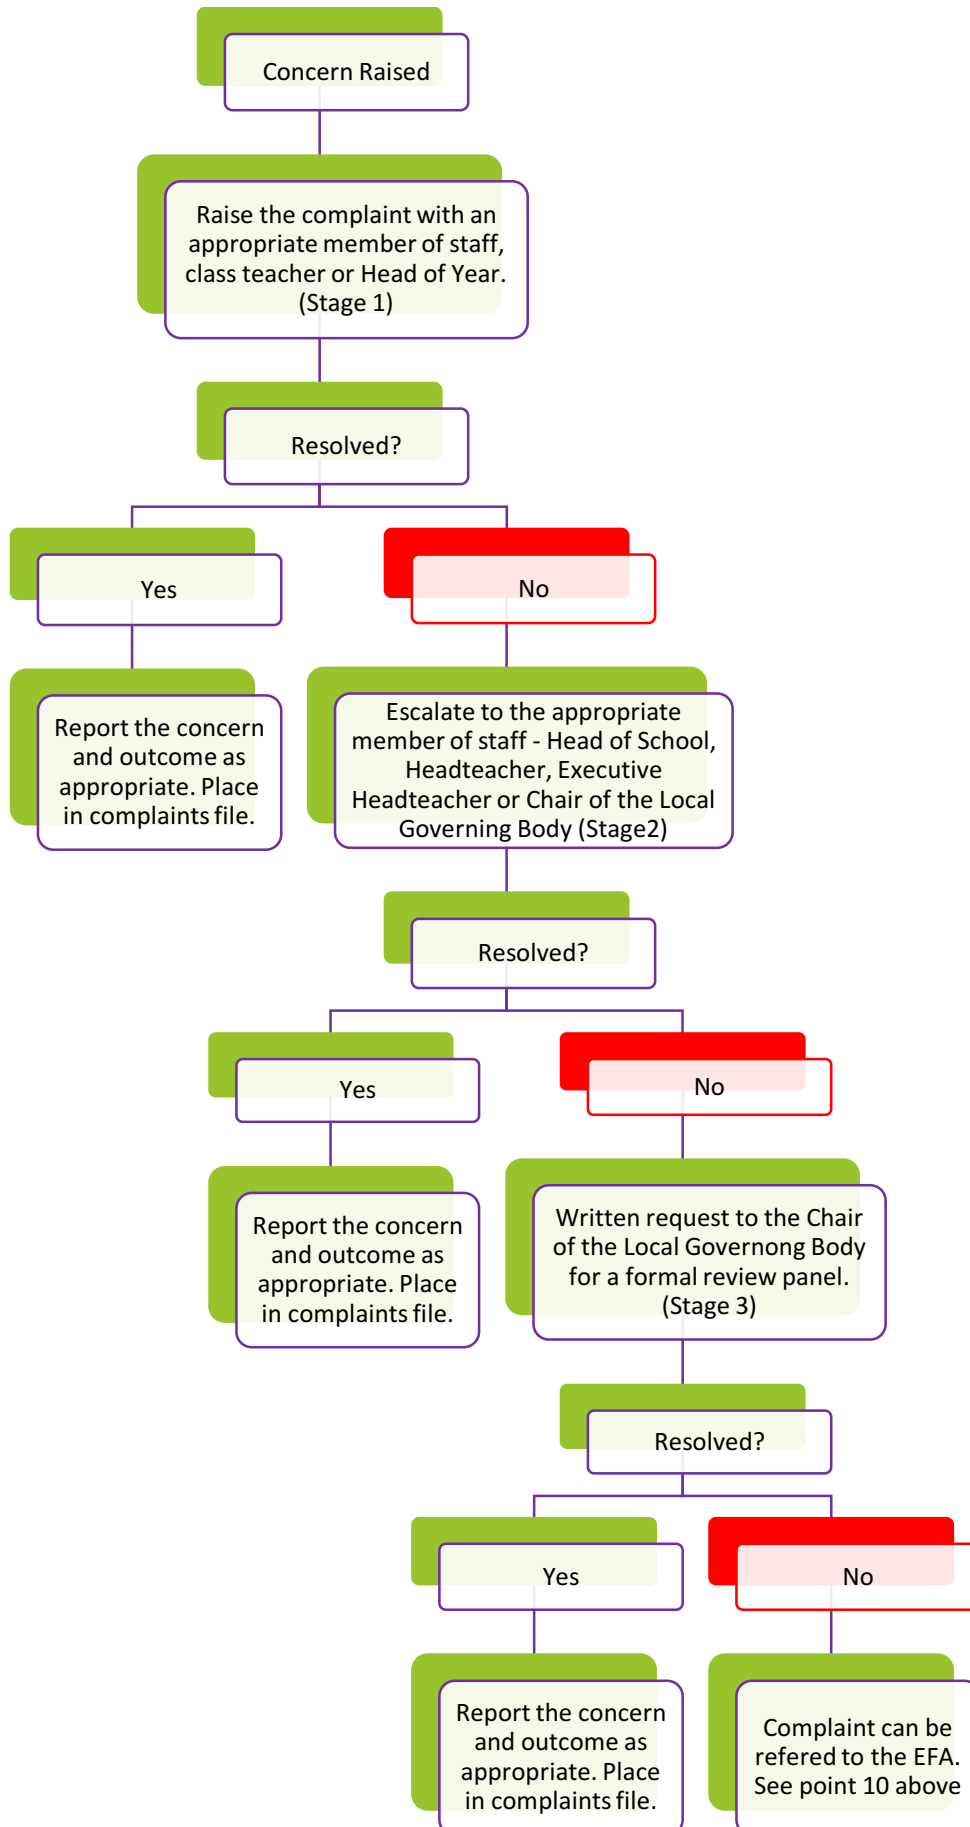 Concern Raised
Raise the complaint with an
appropriate member of staff,
class teacher or Head of Year.
(Stage 1)
Resolved?
Yes
No
Report the concern
and outcome as
appropriate. Place
in complaints file.
Escalate to the appropriate
member of staff - Head of School,
Headteacher, Executive
Headteacher or Chair of the Local
Governing Body (Stage2)
Resolved?
Yes
No
Report the concern
and outcome as
appropriate. Place
in complaints file.
Written request to the Chair
of the Local Governong Body
for a formal review panel.
(Stage 3)
Resolved?
Yes
No
Report the concern
and outcome as
appropriate. Place
in complaints file.
Complaint can be
refered to the EFA.
See point 10 above